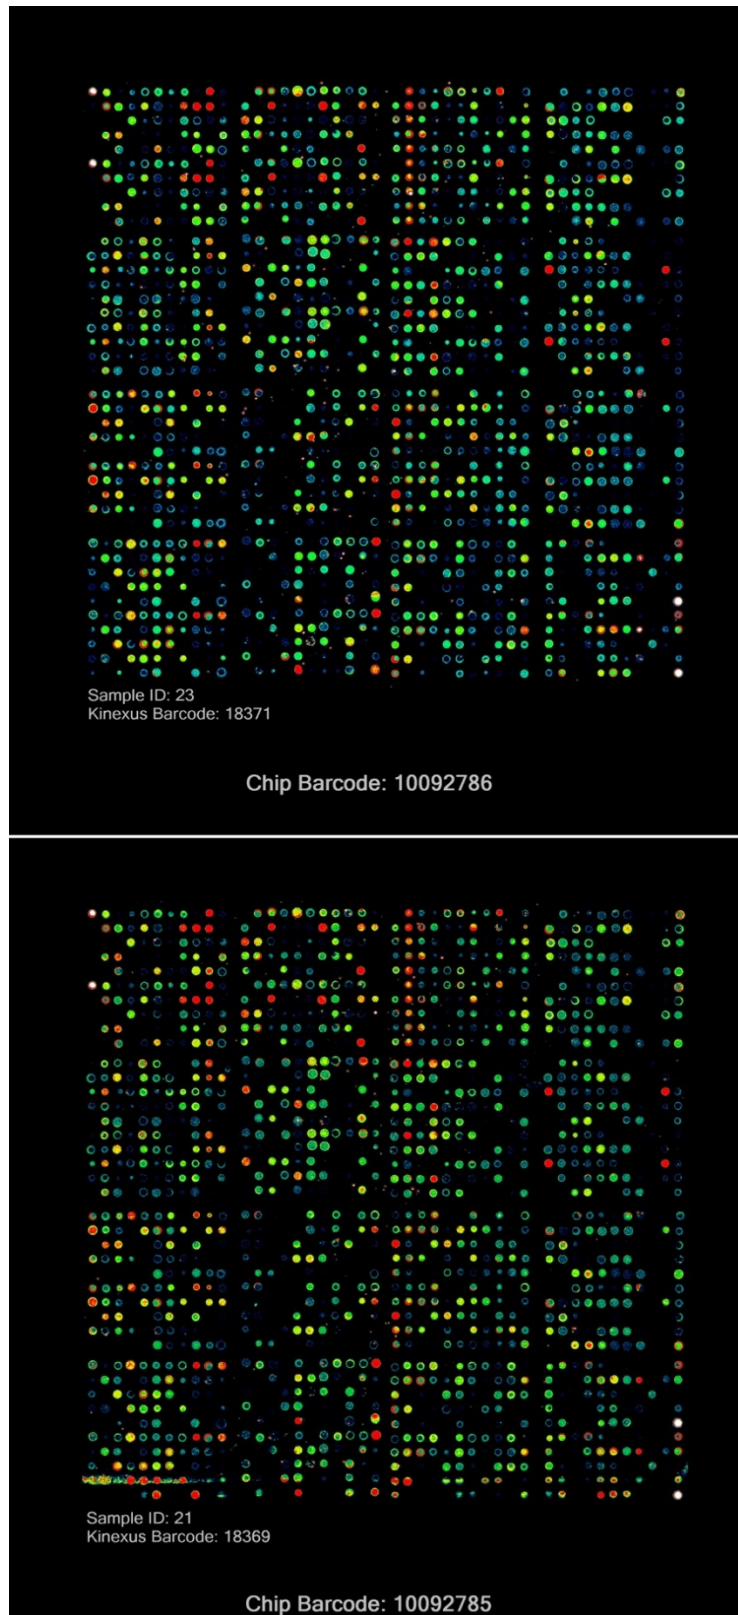 Sample ID: 23
Kinexus Barcode: 18371
Chip Barcode: 10092786
Sample ID: 21
Kinexus Barcode: 18369
Chip Barcode: 10092785